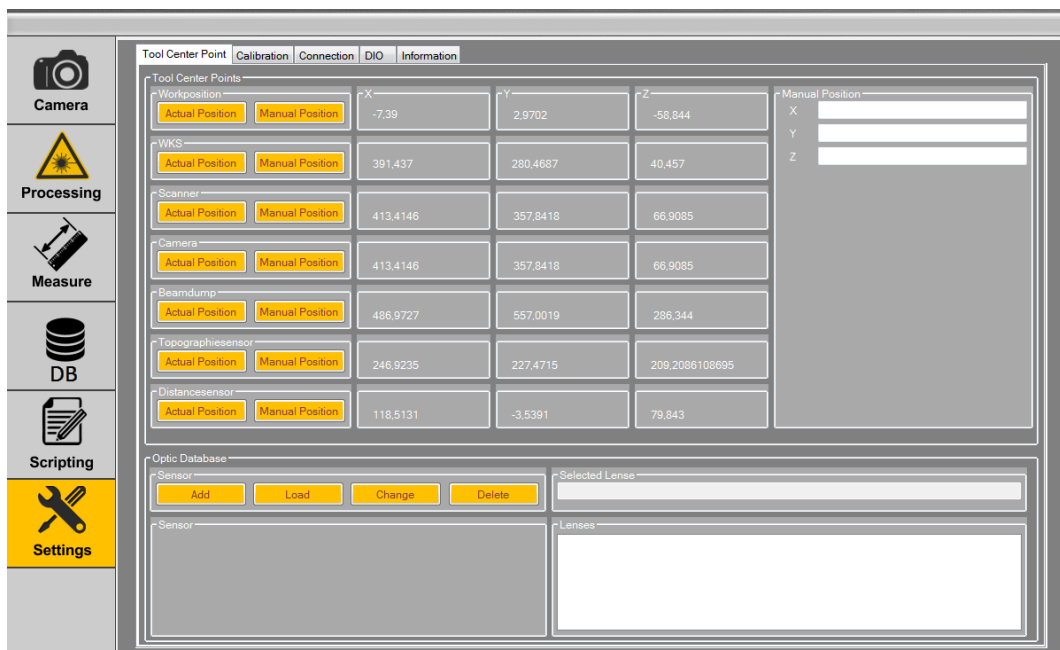 Camera
Processing
Measure
DB
Scripting
Settings
Tool Center Point Calibration Connection DIO Information
Tool Center Points
Workposition X Y Z Manual Position
Actual Position Manual Position -7,39 2,9702 -58,844 X
Y
Z
WKS
Actual Position Manual Position 391,437 280,4687 40,457
Scanner
Actual Position Manual Position 413,4146 357,8418 66,9085
Camera
Actual Position Manual Position 413,4146 357,8418 66,9085
Beamdump
Actual Position Manual Position 486,9727 557,0019 286,344
Topographiesensor
Actual Position Manual Position 246,9235 227,4715 209,2086108695
Distancesensor
Actual Position Manual Position 118,5131 -3,5391 79,843
Optic Database
Sensor Selected Lense
Add Load Change Delete
Sensor Lenses